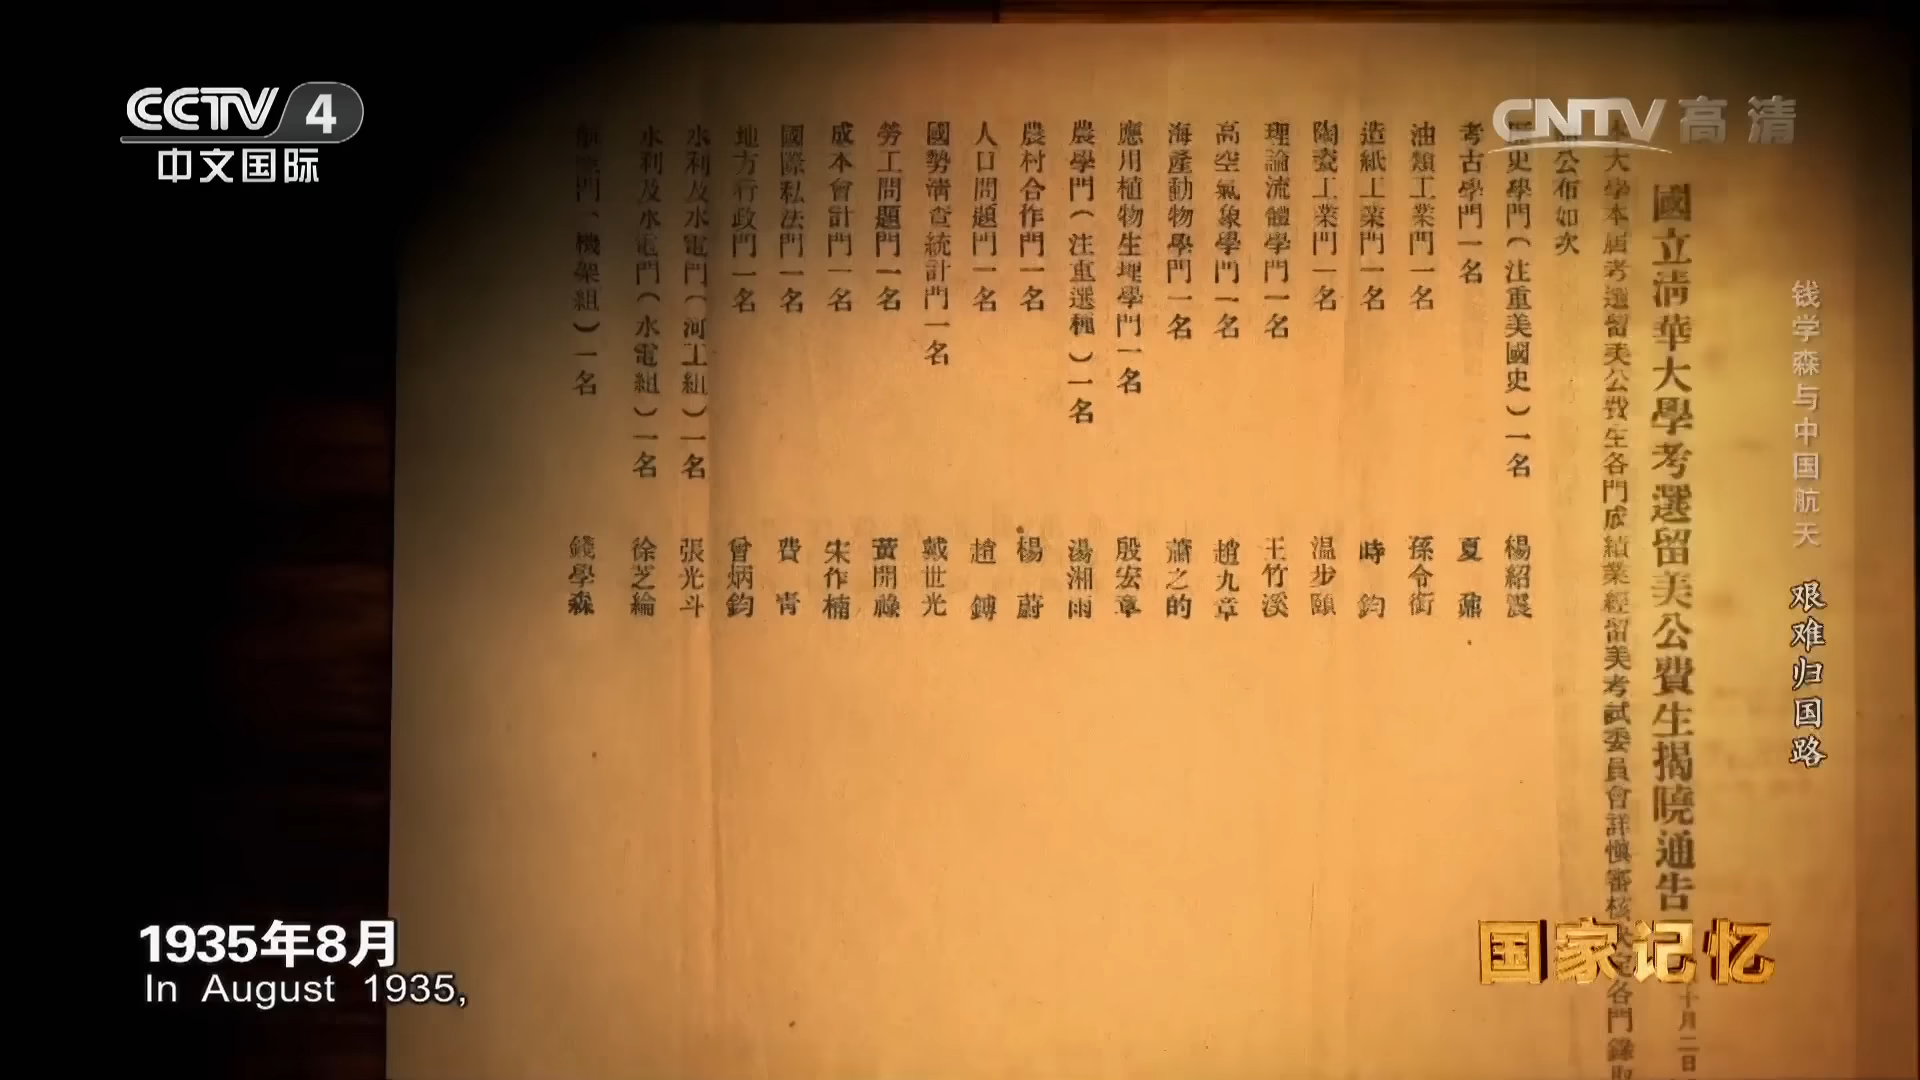 CCTV 4
中文国际
CNTV 高清
钱学森与中国航天 艰难归国路
國立清華大學考選留美公費生揭曉通告
十月二日
本大學本屆考選留美公費生各門成績業經留美考試委員會詳慎審核決定各門錄取
公布如次
歷史學門(注重美國史)一名 楊紹震
考古學門一名 夏鼐
油類工業門一名 孫令銜
造紙工業門一名 時鈞
陶瓷工業門一名 温步頤
理論流體學門一名 王竹溪
高空氣象學門一名 趙九章
海產動物學門一名 蕭之的
應用植物生理學門一名 殷宏章
農學門(注重選種)一名 湯湘雨
農村合作門一名 楊蔚
人口問題門一名 趙鎛
國勢清查統計門一名 戴世光
勞工問題門一名 黃開祿
成本會計門一名 宋作楠
國際私法門一名 費青
地方行政門一名 曾炳鈞
水利及水電門(河工組)一名 張光斗
水利及水電門(水電組)一名 徐芝綸
門(機架組)一名 錢學森
1935年8月
In August 1935,
国家记忆